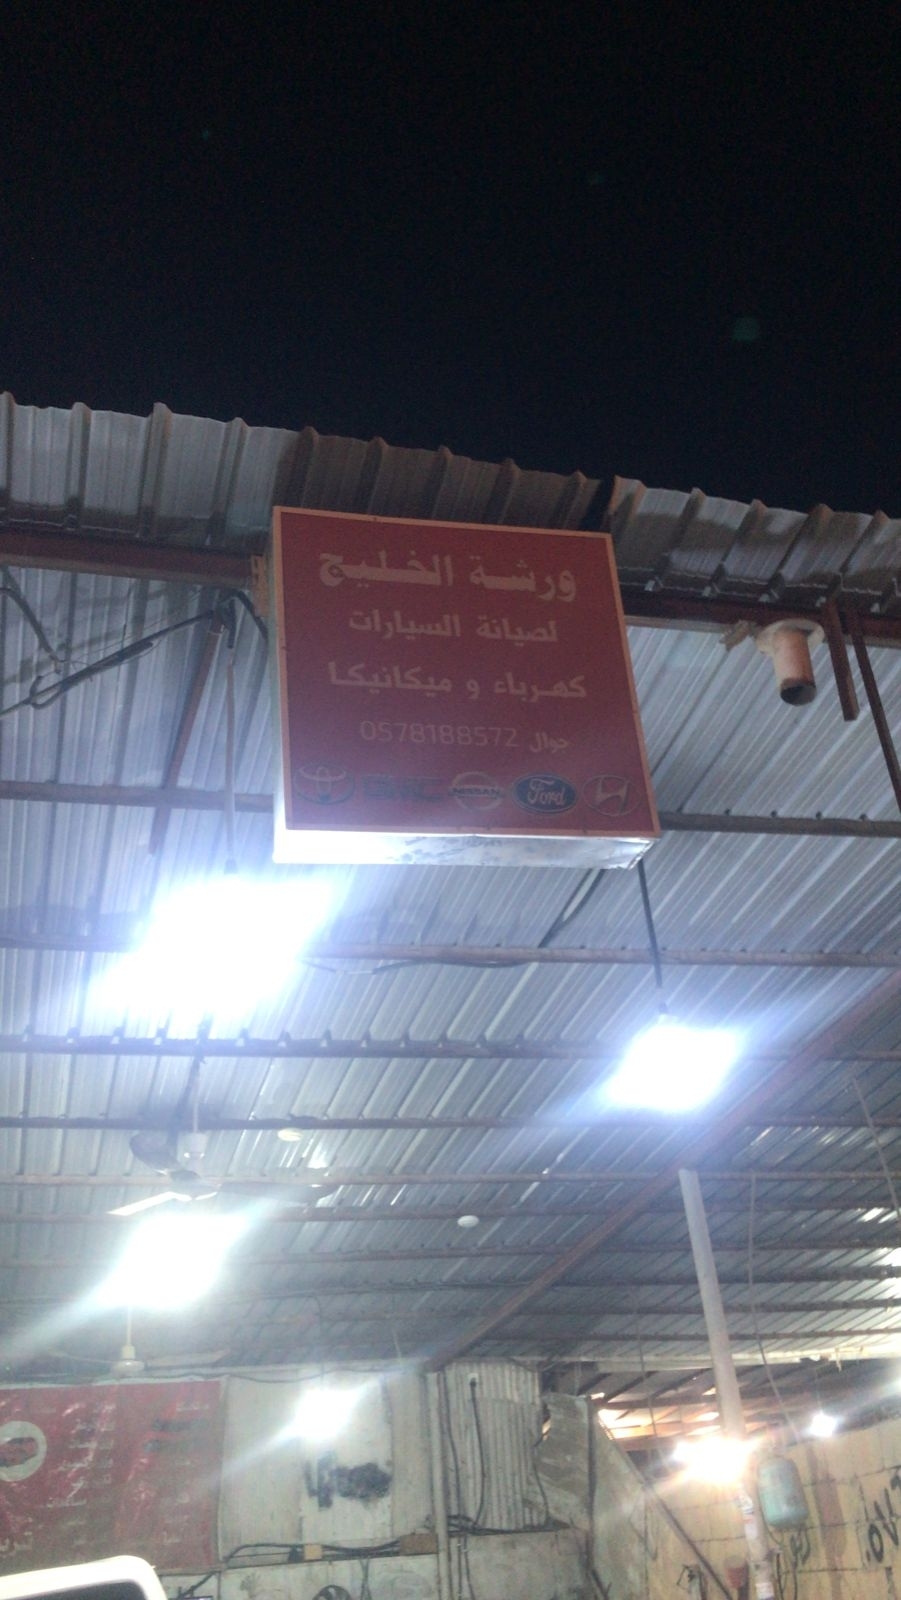 ورشة الخليج
لصيانة السيارات
كهرباء و ميكانيكا
جوال 0578188572
GMC NISSAN Ford